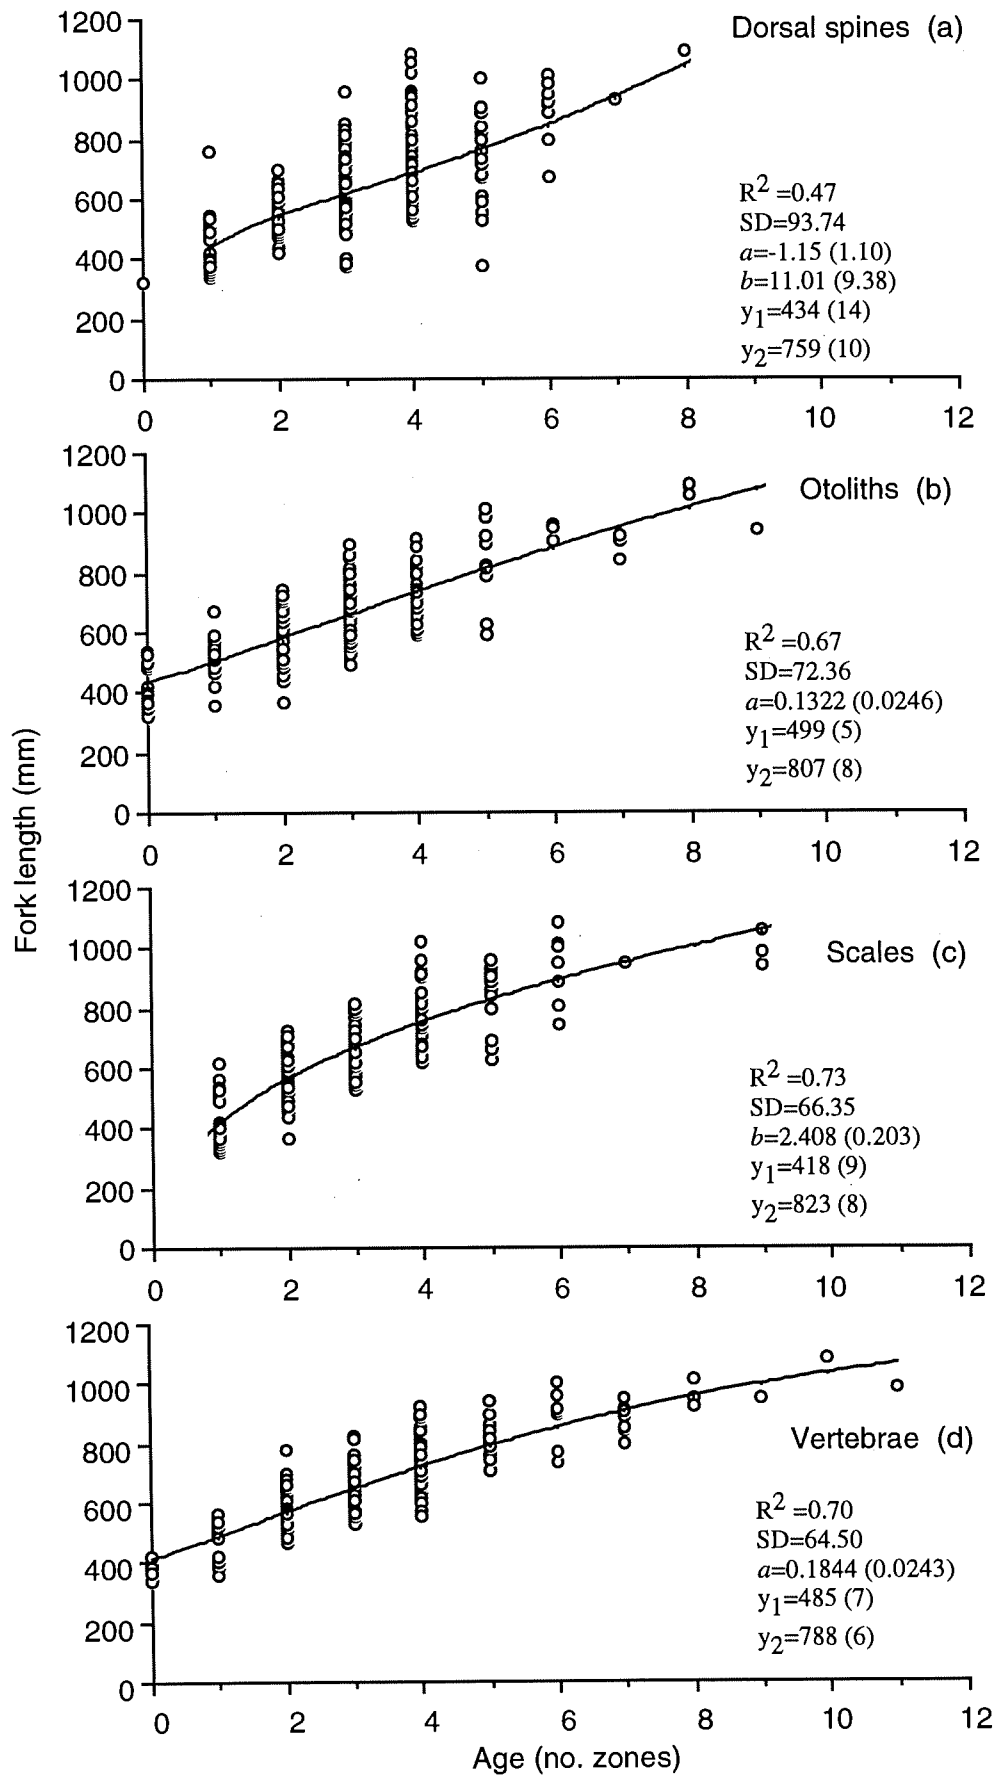 Fork length (mm)
Dorsal spines (a)
1200
1000
800
600
400
200
0
R2 =0.47
SD=93.74
a=-1.15 (1.10)
b=11.01 (9.38)
y1=434 (14)
y2=759 (10)
0 2 4 6 8 10 12
Otoliths (b)
1200
1000
800
600
400
200
0
R2 =0.67
SD=72.36
a=0.1322 (0.0246)
y1=499 (5)
y2=807 (8)
0 2 4 6 8 10 12
Scales (c)
1200
1000
800
600
400
200
0
R2 =0.73
SD=66.35
b=2.408 (0.203)
y1=418 (9)
y2=823 (8)
0 2 4 6 8 10 12
Vertebrae (d)
1200
1000
800
600
400
200
0
R2 =0.70
SD=64.50
a=0.1844 (0.0243)
y1=485 (7)
y2=788 (6)
0 2 4 6 8 10 12
Age (no. zones)